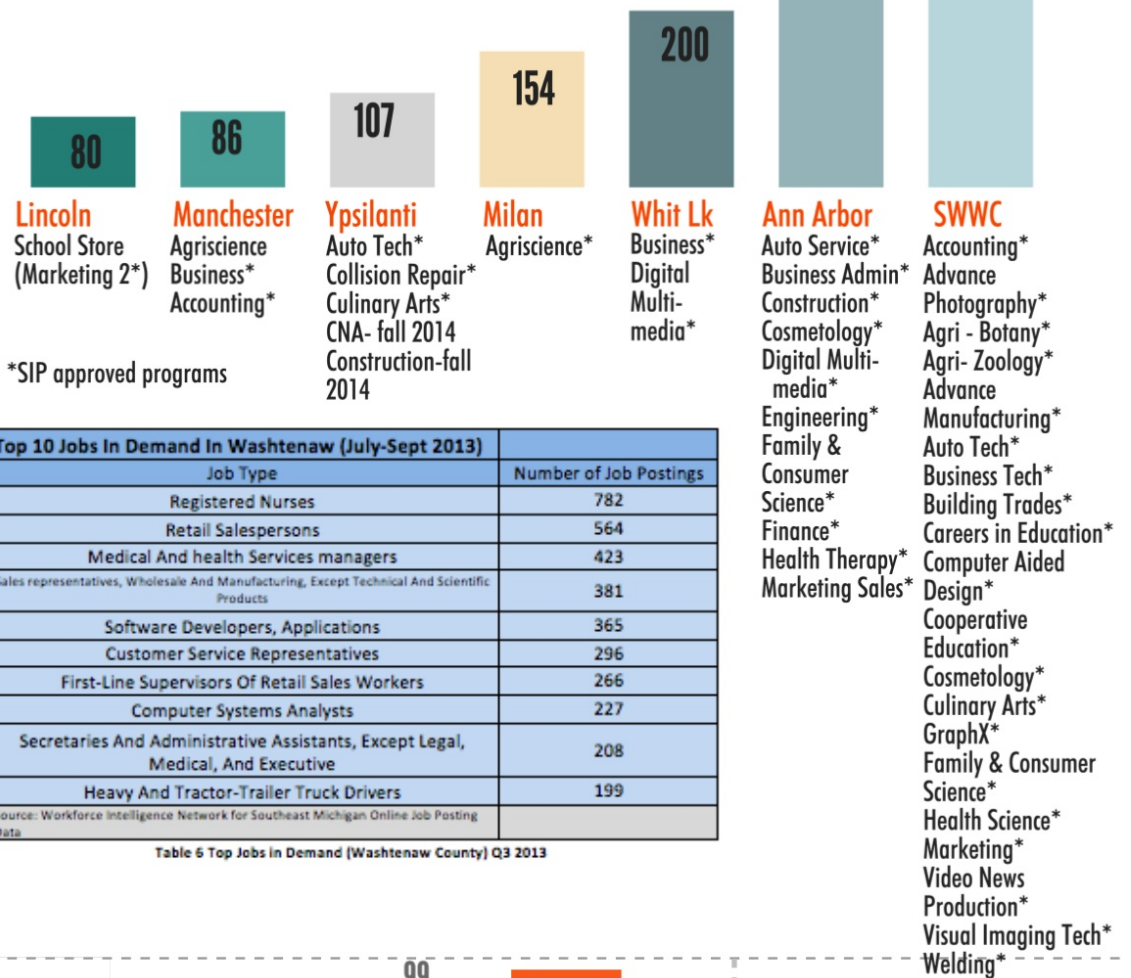 80
86
107
154
200
Lincoln
School Store
(Marketing 2*)
*SIP approved programs
Manchester
Agriscience
Business*
Accounting*
Ypsilanti
Auto Tech*
Collision Repair*
Culinary Arts*
CNA- fall 2014
Construction-fall
2014
Milan
Agriscience*
Whit Lk
Business*
Digital
Multi-
media*
Ann Arbor
Auto Service*
Business Admin*
Construction*
Cosmetology*
Digital Multi-
media*
Engineering*
Family &
Consumer
Science*
Finance*
Health Therapy*
Marketing Sales*
SWWC
Accounting*
Advance
Photography*
Agri - Botany*
Agri- Zoology*
Advance
Manufacturing*
Auto Tech*
Business Tech*
Building Trades*
Careers in Education*
Computer Aided
Design*
Cooperative
Education*
Cosmetology*
Culinary Arts*
GraphX*
Family & Consumer
Science*
Health Science*
Marketing*
Video News
Production*
Visual Imaging Tech*
Welding*
Top 10 Jobs In Demand In Washtenaw (July-Sept 2013)
Job Type Number of Job Postings
Registered Nurses 782
Retail Salespersons 564
Medical And health Services managers 423
ales representatives, Wholesale And Manufacturing, Except Technical And Scientific
Products 381
Software Developers, Applications 365
Customer Service Representatives 296
First-Line Supervisors Of Retail Sales Workers 266
Computer Systems Analysts 227
Secretaries And Administrative Assistants, Except Legal,
Medical, And Executive 208
Heavy And Tractor-Trailer Truck Drivers 199
ource: Workforce Intelligence Network for Southeast Michigan Online Job Posting
Data
Table 6 Top Jobs in Demand (Washtenaw County) Q3 2013